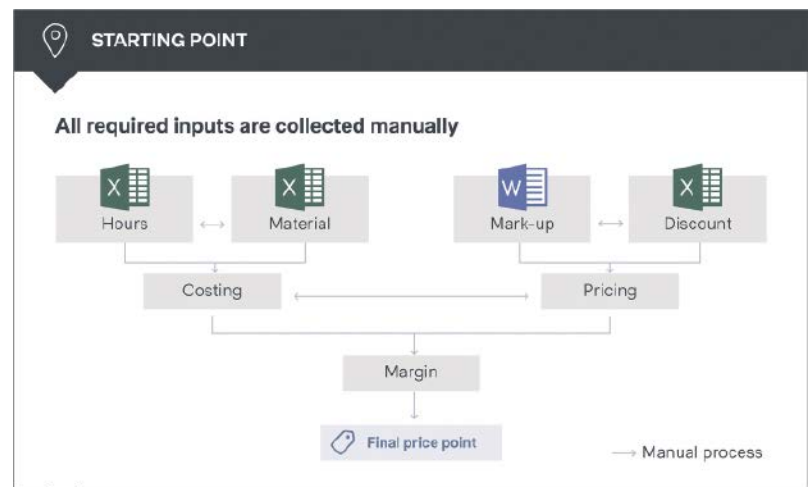 STARTING POINT
All required inputs are collected manually
X
X
W
X
Hours
Material
Mark-up
Discount
Costing
Pricing
Margin
Final price point
Manual process